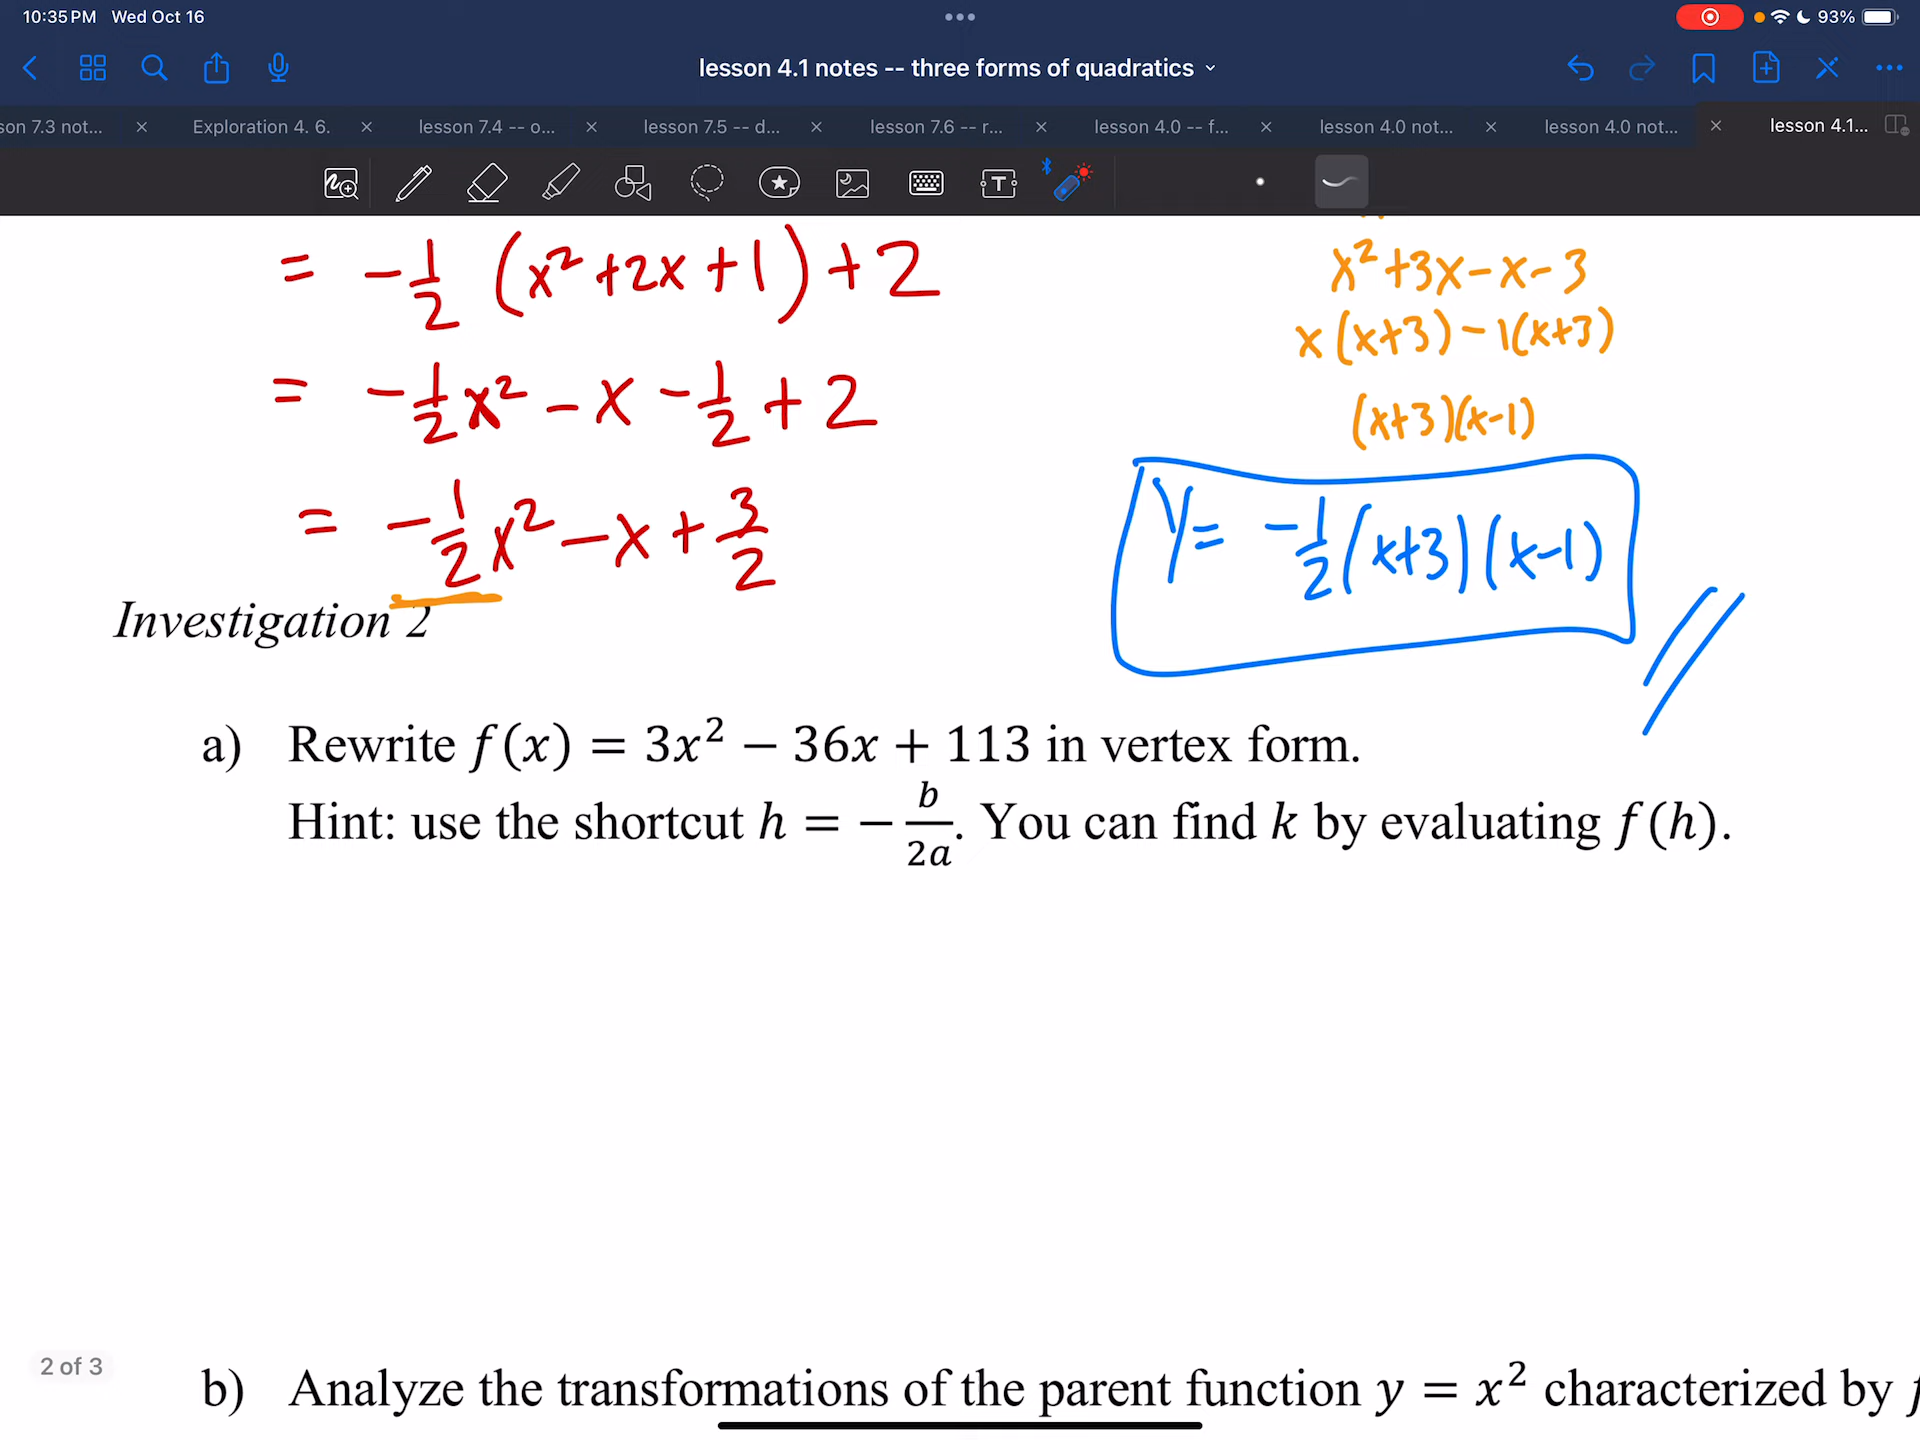 10:35 PM Wed Oct 16 93%
lesson 4.1 notes -- three forms of quadratics
son 7.3 not... Exploration 4. 6. lesson 7.4 -- o... lesson 7.5 -- d... lesson 7.6 -- r... lesson 4.0 -- f... lesson 4.0 not... lesson 4.0 not... lesson 4.1...
= -1/2 (x²+2x+1)+2
= -1/2x² - x - 1/2 + 2
= -1/2x² - x + 3/2
x²+3x-x-3
x(x+3)-1(x+3)
(x+3)(x-1)
y= -1/2(x+3)(x-1)
Investigation 2
a) Rewrite f(x) = 3x² − 36x + 113 in vertex form.
Hint: use the shortcut h = − b/2a. You can find k by evaluating f(h).
2 of 3
b) Analyze the transformations of the parent function y = x² characterized by f